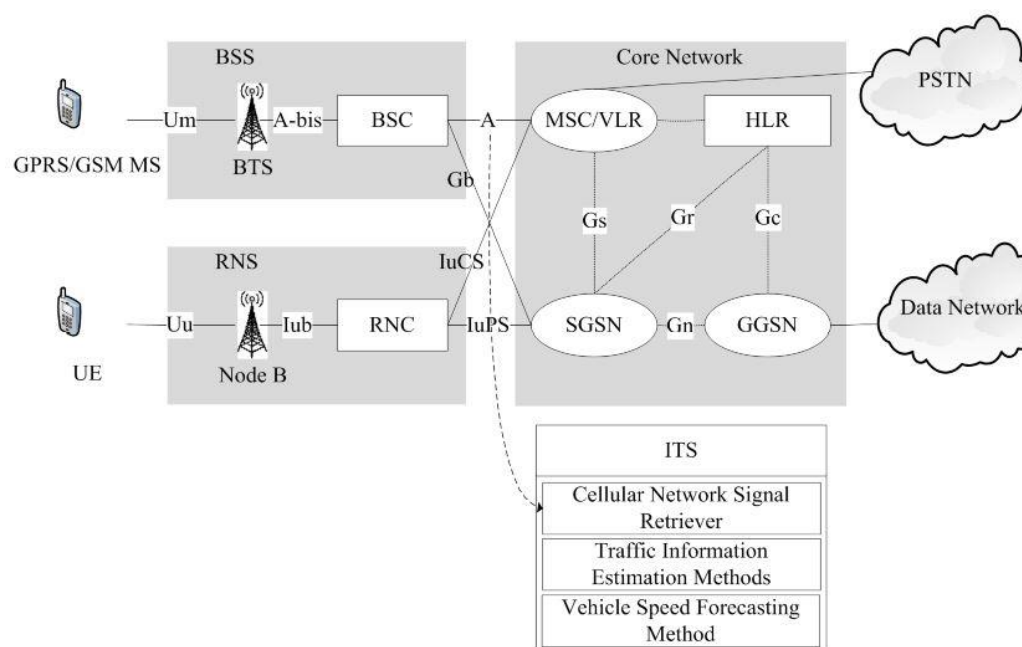 BSS
Core Network
PSTN
Um
A-bis
BSC
A
MSC/VLR
HLR
GPRS/GSM MS
BTS
Gb
Gs
Gr
Gc
RNS
IuCS
Uu
Iub
RNC
IuPS
SGSN
Gn
GGSN
Data Network
UE
Node B
ITS
Cellular Network Signal
Retriever
Traffic Information
Estimation Methods
Vehicle Speed Forecasting
Method